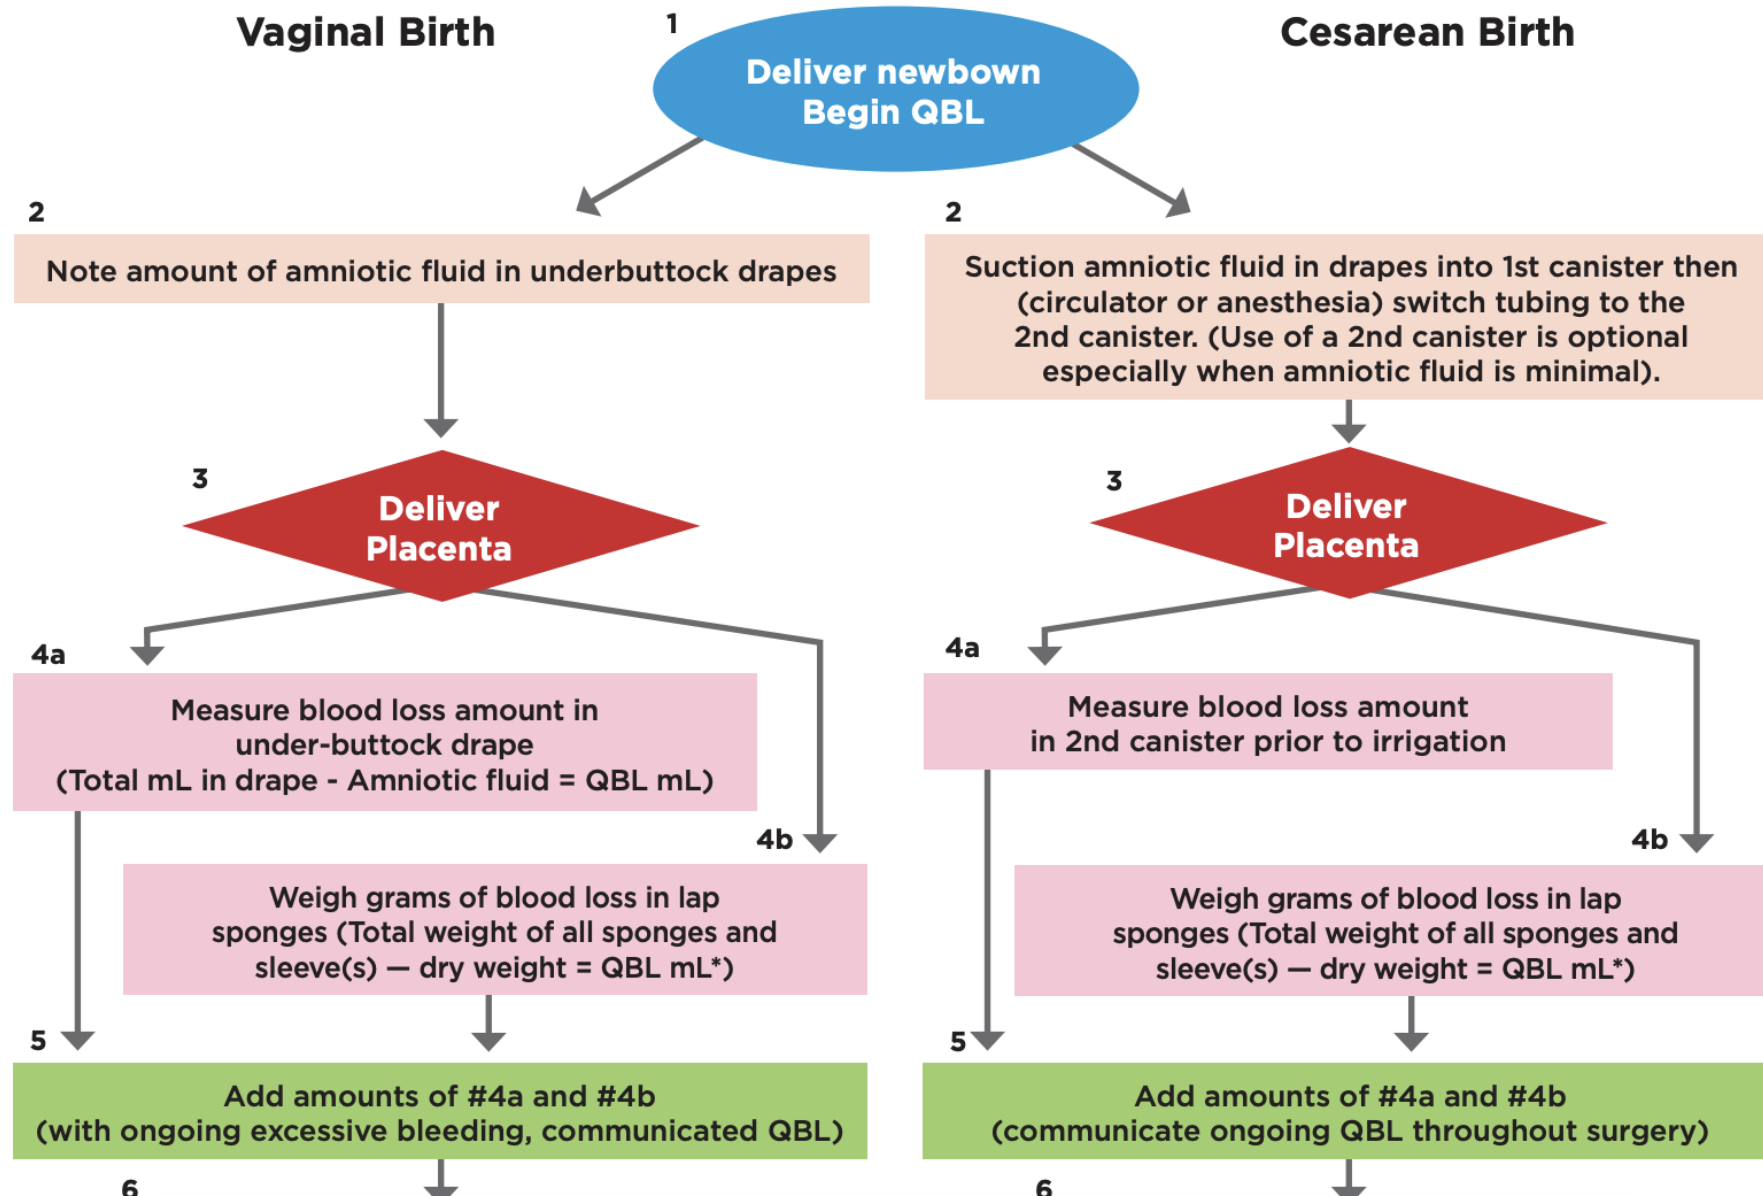 Vaginal Birth
Cesarean Birth
1
Deliver newbown
Begin QBL
2
Note amount of amniotic fluid in underbuttock drapes
3
Deliver
Placenta
4a
Measure blood loss amount in
under-buttock drape
(Total mL in drape - Amniotic fluid = QBL mL)
4b
Weigh grams of blood loss in lap
sponges (Total weight of all sponges and
sleeve(s) — dry weight = QBL mL*)
5
Add amounts of #4a and #4b
(with ongoing excessive bleeding, communicated QBL)
6
2
Suction amniotic fluid in drapes into 1st canister then
(circulator or anesthesia) switch tubing to the
2nd canister. (Use of a 2nd canister is optional
especially when amniotic fluid is minimal).
3
Deliver
Placenta
4a
Measure blood loss amount
in 2nd canister prior to irrigation
4b
Weigh grams of blood loss in lap
sponges (Total weight of all sponges and
sleeve(s) — dry weight = QBL mL*)
5
Add amounts of #4a and #4b
(communicate ongoing QBL throughout surgery)
6